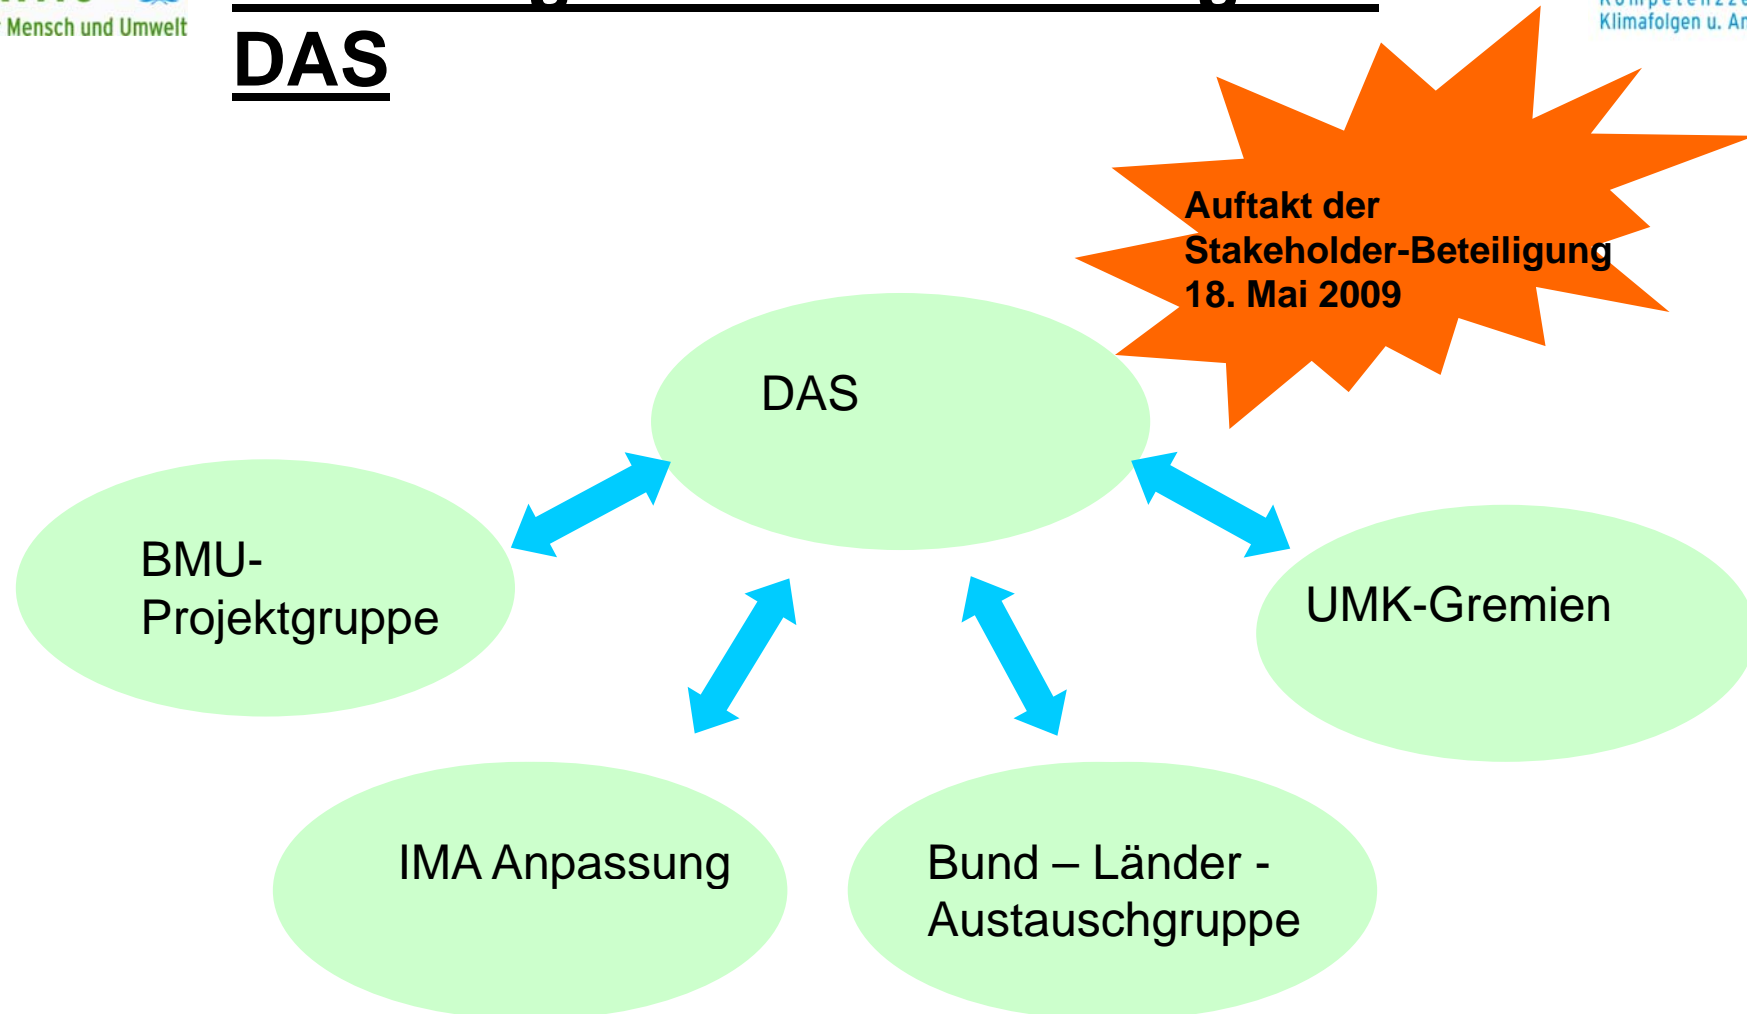 Mensch und Umwelt
Klimafolgen u. An
DAS
Auftakt der
Stakeholder-Beteiligung
18. Mai 2009
DAS
BMU-
Projektgruppe
UMK-Gremien
IMA Anpassung
Bund – Länder -
Austauschgruppe